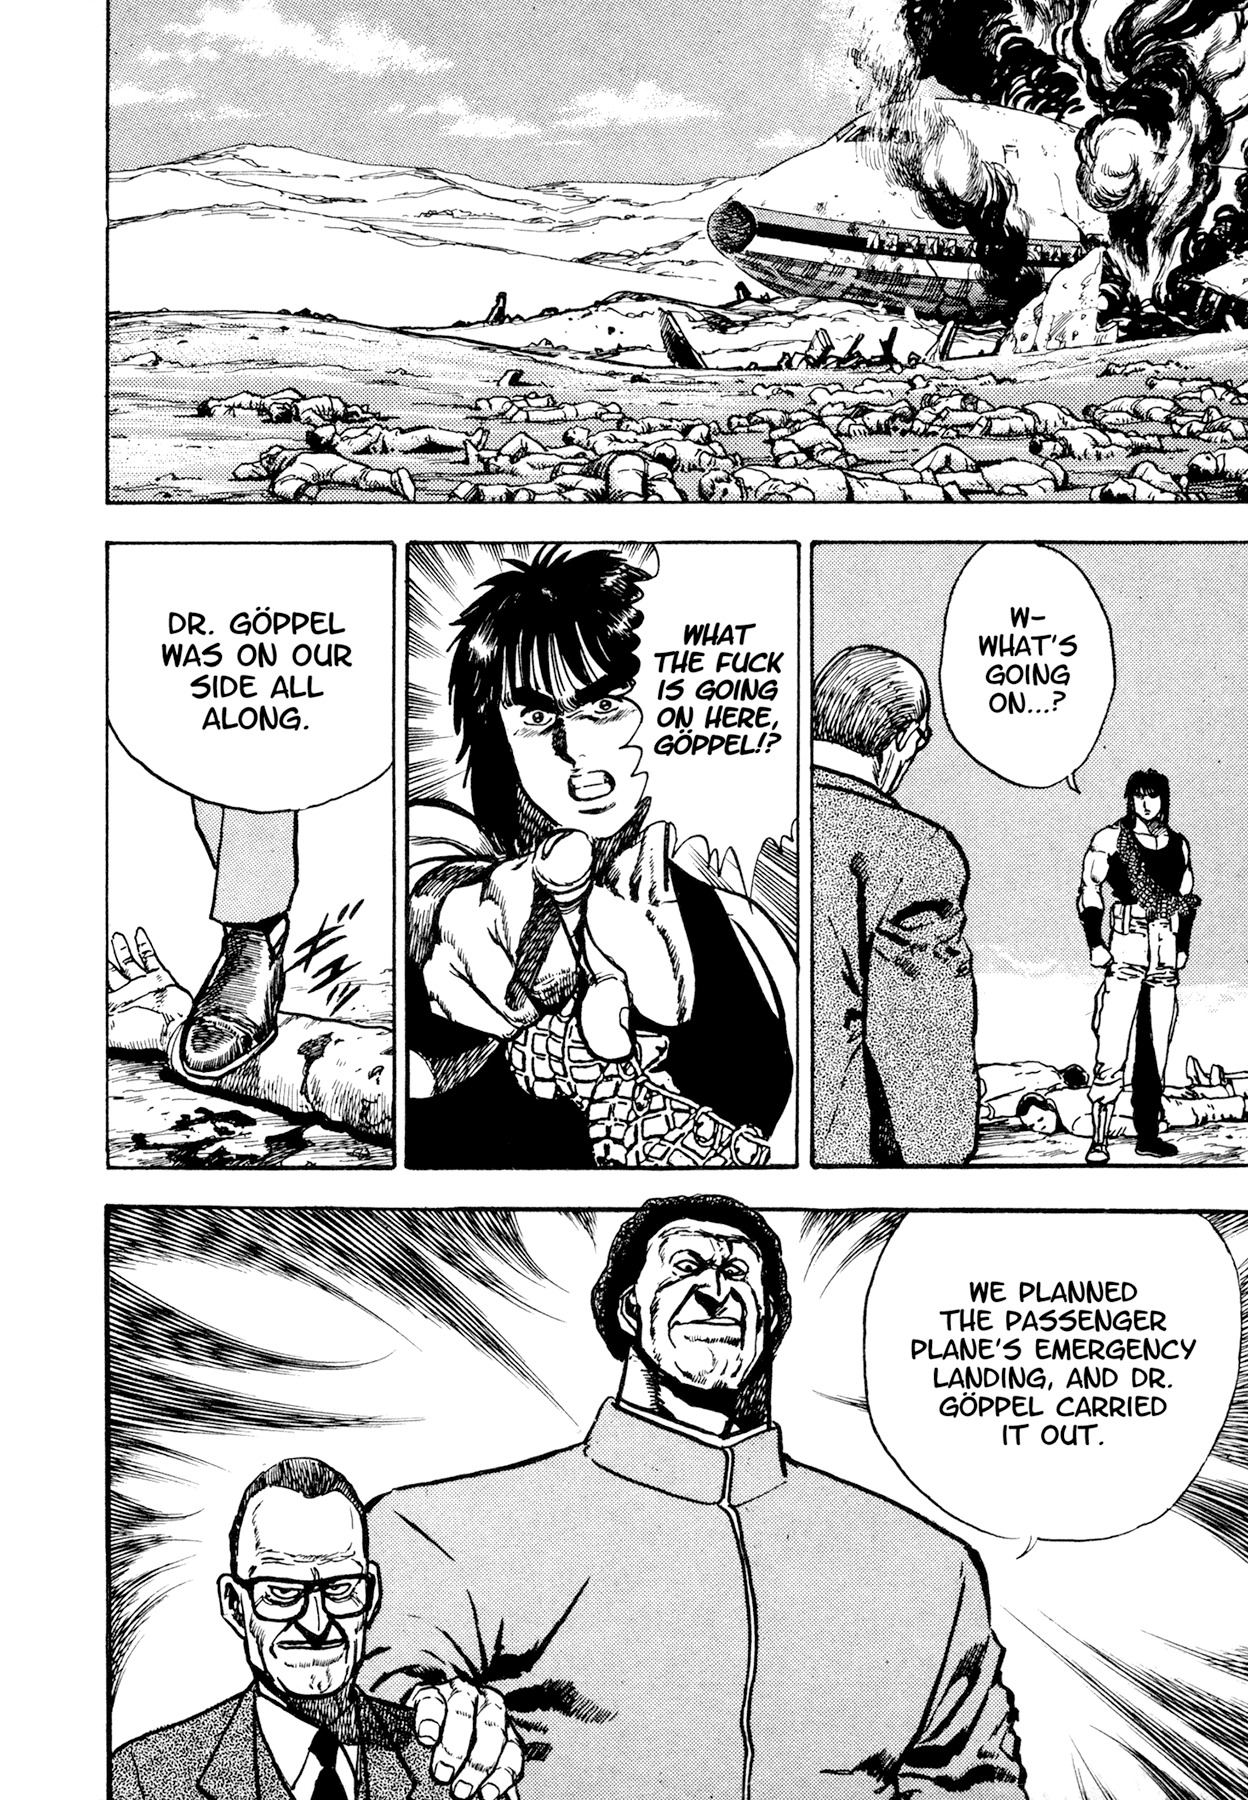 W-
WHAT'S
GOING
ON...?
WHAT
THE FUCK
IS GOING
ON HERE,
GÖPPEL!?
DR. GÖPPEL
WAS ON OUR
SIDE ALL
ALONG.
WE PLANNED
THE PASSENGER
PLANE'S EMERGENCY
LANDING, AND DR.
GÖPPEL CARRIED
IT OUT.